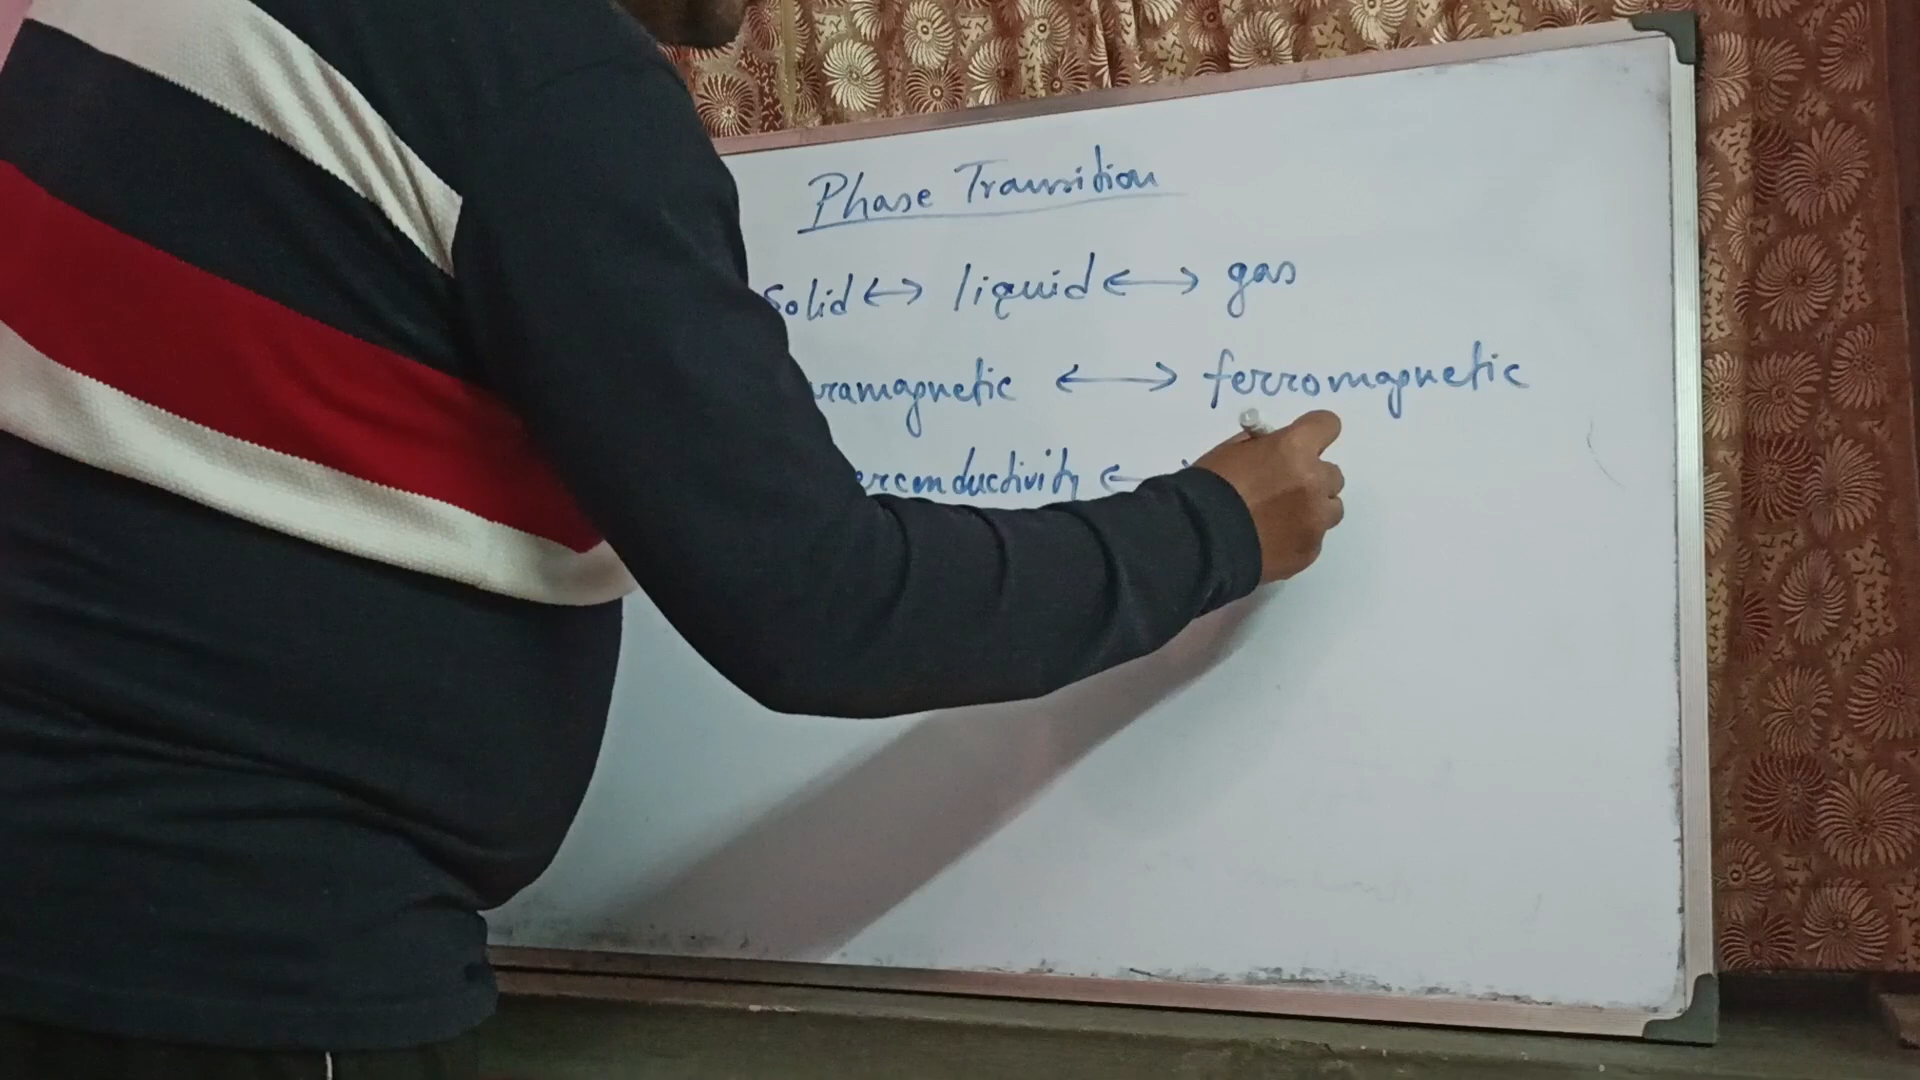 Phase Transition
Solid ↔ liquid ↔ gas
ramagnetic ↔ ferromagnetic
erconductivity ←